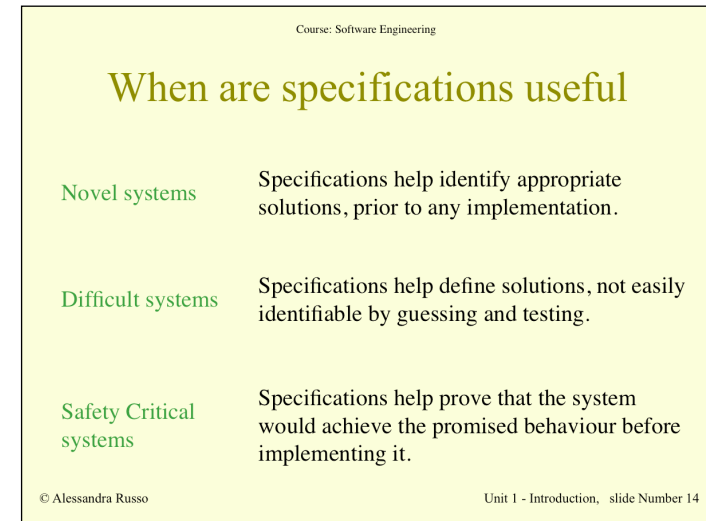 Course: Software Engineering
When are specifications useful
Novel systems
Specifications help identify appropriate
solutions, prior to any implementation.
Difficult systems
Specifications help define solutions, not easily
identifiable by guessing and testing.
Safety Critical
systems
Specifications help prove that the system
would achieve the promised behaviour before
implementing it.
© Alessandra Russo
Unit 1 - Introduction, slide Number 14